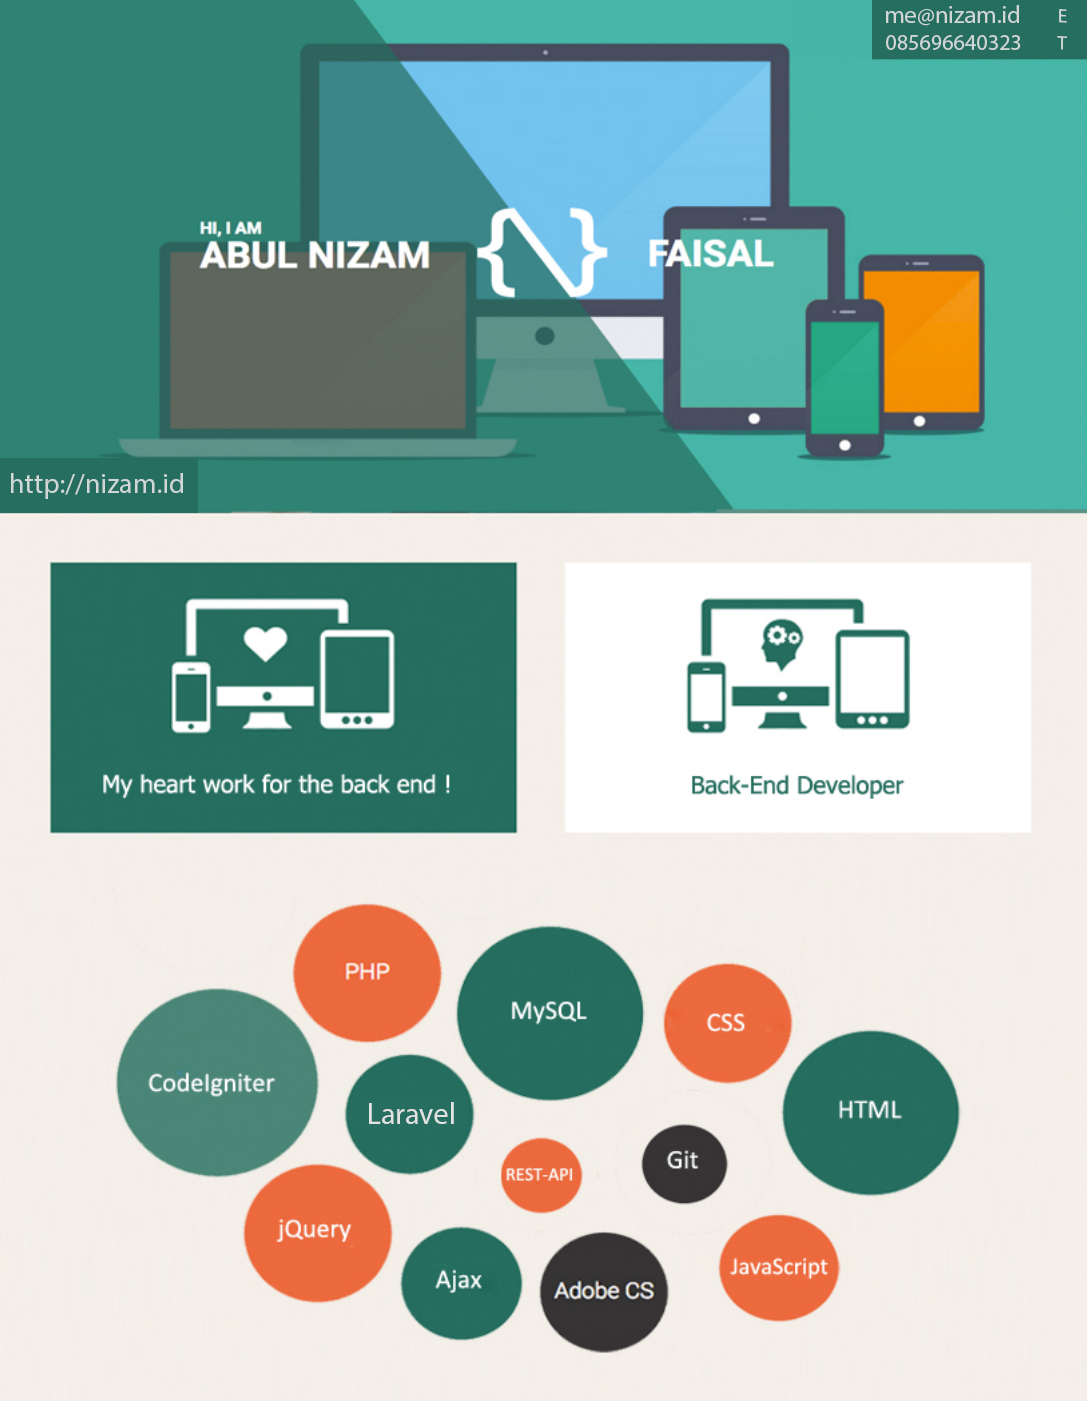 me@nizam.id E
085696640323 T
HI, I AM
ABUL NIZAM {\} FAISAL
http://nizam.id
My heart work for the back end !
Back-End Developer
PHP
MySQL
CSS
CodeIgniter
Laravel
HTML
REST-API
Git
jQuery
Ajax
Adobe CS
JavaScript